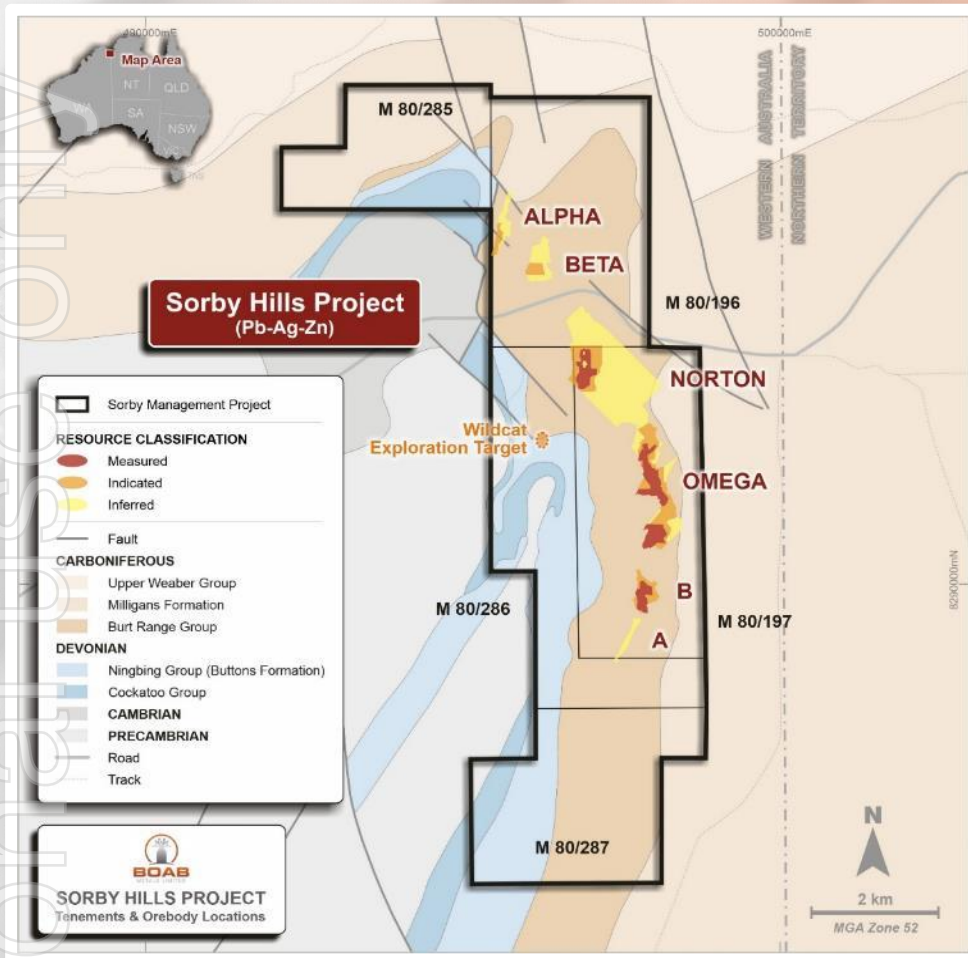 490000mE
500000mE
Map Area
NT
QLD
WA
SA
NSW
VIC
TAS
WESTERN AUSTRALIA
NORTHERN TERRITORY
M 80/285
ALPHA
BETA
M 80/196
Sorby Hills Project
(Pb-Ag-Zn)
NORTON
Wildcat
Exploration Target
OMEGA
B
A
M 80/286
M 80/197
8290000mN
Sorby Management Project
RESOURCE CLASSIFICATION
Measured
Indicated
Inferred
Fault
CARBONIFEROUS
Upper Weaber Group
Milligans Formation
Burt Range Group
DEVONIAN
Ningbing Group (Buttons Formation)
Cockatoo Group
CAMBRIAN
PRECAMBRIAN
Road
Track
M 80/287
BOAB
METALS LIMITED
SORBY HILLS PROJECT
Tenements & Orebody Locations
N
2 km
MGA Zone 52